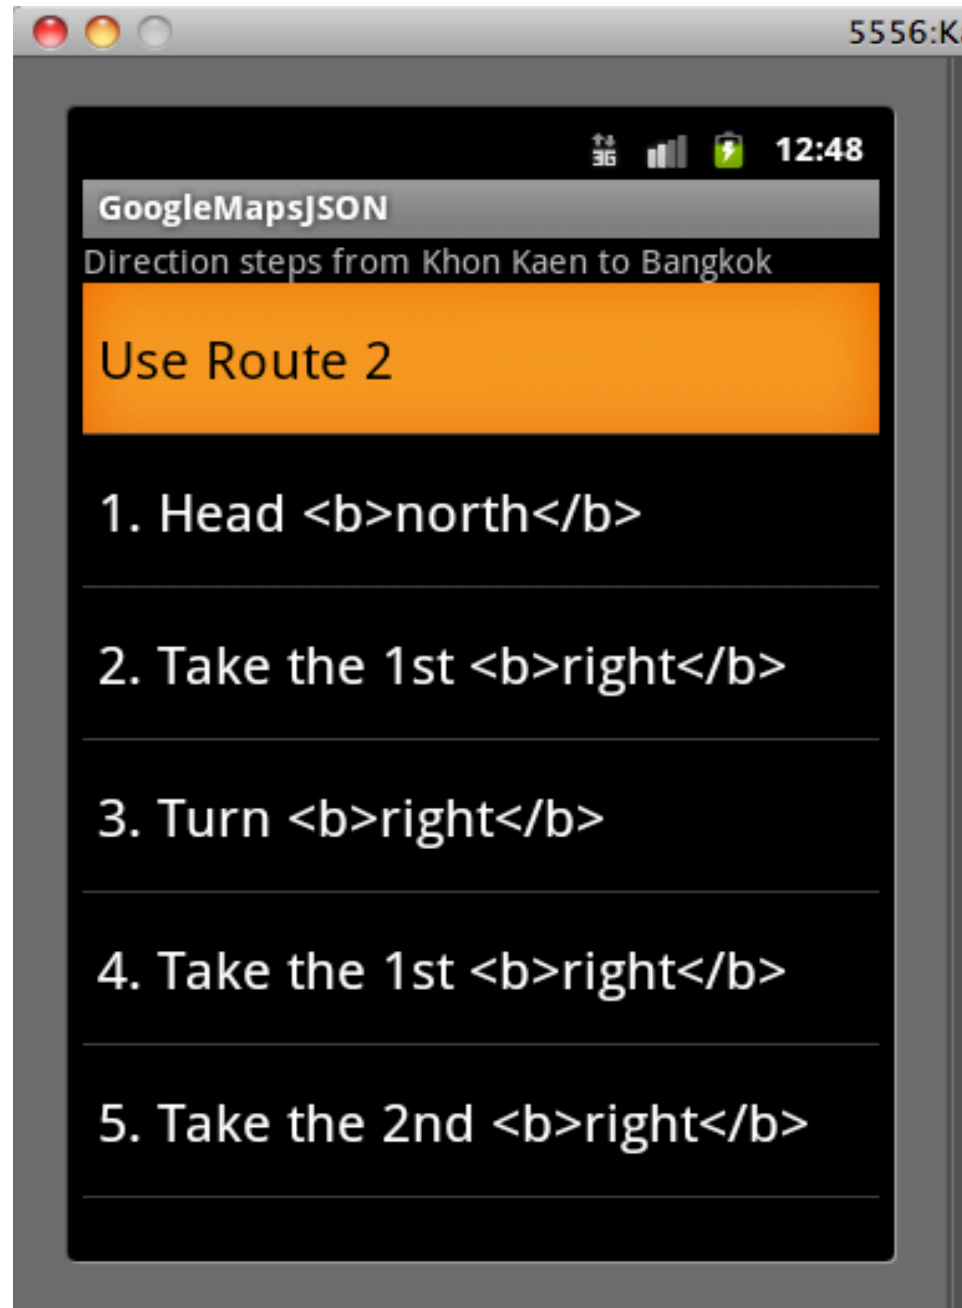 5556:K
3G 12:48
GoogleMapsJSON
Direction steps from Khon Kaen to Bangkok
Use Route 2
1. Head <b>north</b>
2. Take the 1st <b>right</b>
3. Turn <b>right</b>
4. Take the 1st <b>right</b>
5. Take the 2nd <b>right</b>